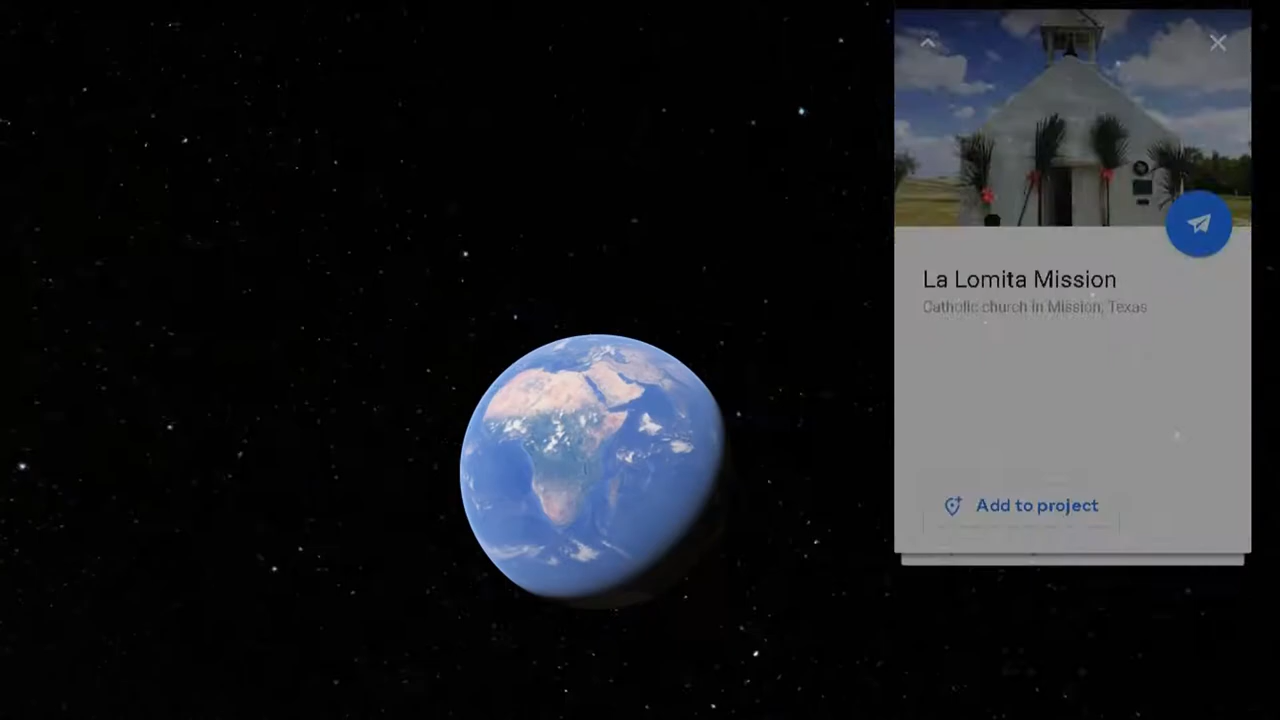 La Lomita Mission
Catholic church in Mission, Texas
Add to project